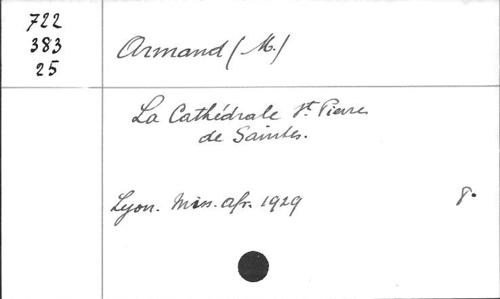 722
383
25
Armand (M.)
La Cathédrale St. Pierre
de Saintes.
Lyon. Miss. Afr. 1929
8°